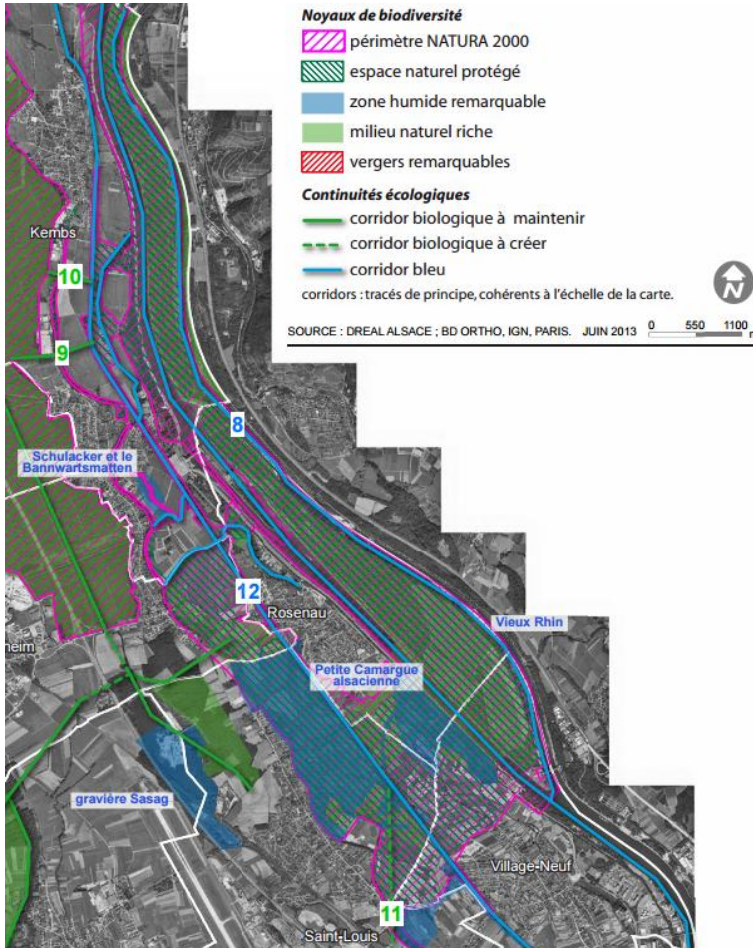 Noyaux de biodiversité
périmètre NATURA 2000
espace naturel protégé
zone humide remarquable
milieu naturel riche
vergers remarquables
Continuités écologiques
corridor biologique à maintenir
corridor biologique à créer
corridor bleu
corridors : tracés de principe, cohérents à l'échelle de la carte.
N
SOURCE : DREAL ALSACE ; BD ORTHO, IGN, PARIS. JUIN 2013
0 550 1100 m
Kembs
10
9
8
Schulacker et le
Bannwartsmatten
12
Rosenau
Vieux Rhin
heim
Petite Camargue
alsacienne
gravière Sasag
Village-Neuf
11
Saint-Louis